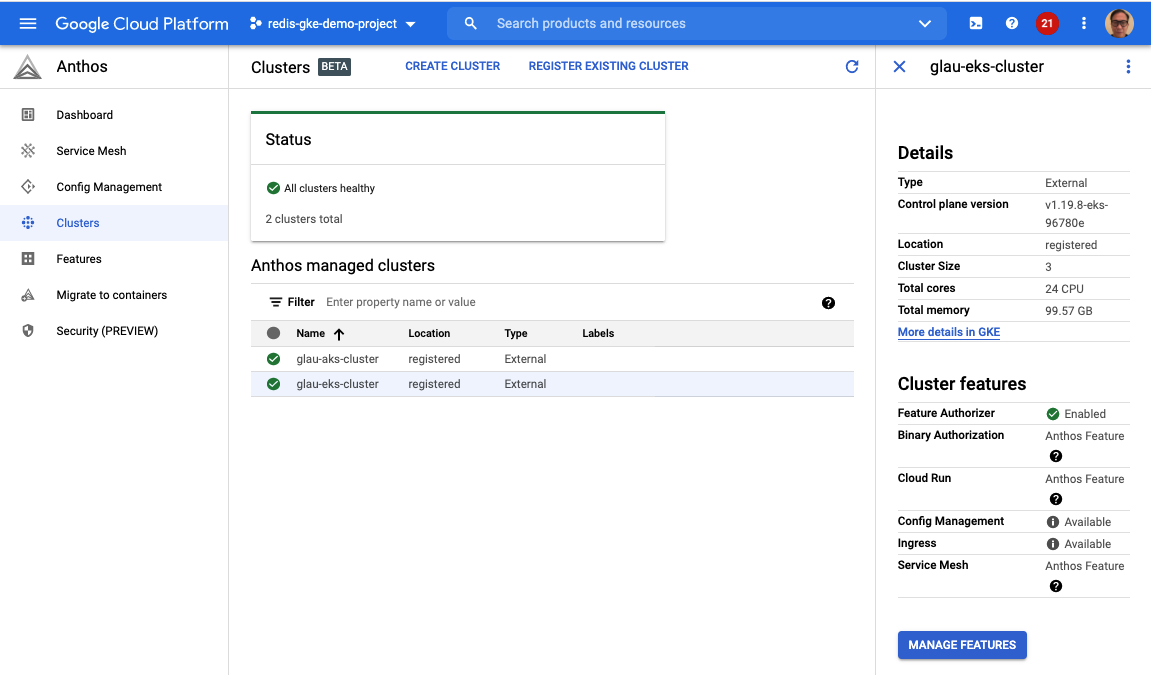 Google Cloud Platform
redis-gke-demo-project
Search products and resources
21
Anthos
Dashboard
Service Mesh
Config Management
Clusters
Features
Migrate to containers
Security (PREVIEW)
Clusters BETA
CREATE CLUSTER
REGISTER EXISTING CLUSTER
Status
All clusters healthy
2 clusters total
Anthos managed clusters
Filter Enter property name or value
Name Location Type Labels
glau-aks-cluster registered External
glau-eks-cluster registered External
glau-eks-cluster
Details
Type External
Control plane version v1.19.8-eks-
96780e
Location registered
Cluster Size 3
Total cores 24 CPU
Total memory 99.57 GB
More details in GKE
Cluster features
Feature Authorizer Enabled
Binary Authorization Anthos Feature
Cloud Run Anthos Feature
Config Management Available
Ingress Available
Service Mesh Anthos Feature
MANAGE FEATURES